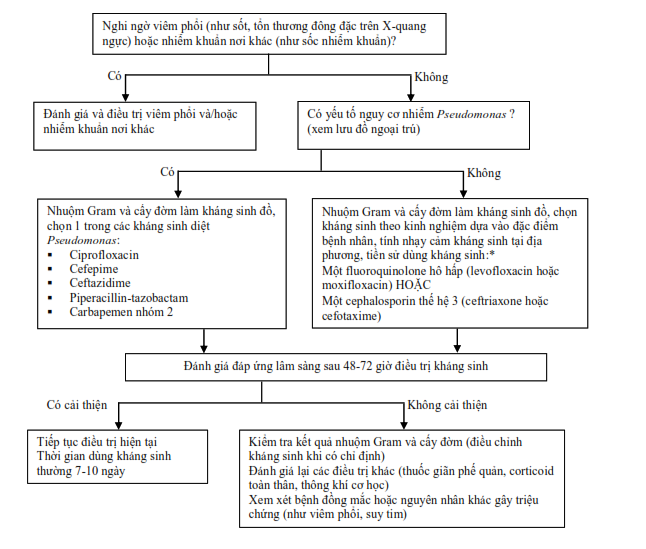 Nghi ngờ viêm phổi (như sốt, tổn thương đông đặc trên X-quang
ngực) hoặc nhiễm khuẩn nơi khác (như sốc nhiễm khuẩn)?
Có
Không
Đánh giá và điều trị viêm phổi và/hoặc
nhiễm khuẩn nơi khác
Có yếu tố nguy cơ nhiễm Pseudomonas ?
(xem lưu đồ ngoại trú)
Có
Không
Nhuộm Gram và cấy đờm làm kháng sinh đồ,
chọn 1 trong các kháng sinh diệt
Pseudomonas:
▪ Ciprofloxacin
▪ Cefepime
▪ Ceftazidime
▪ Piperacillin-tazobactam
▪ Carbapemen nhóm 2
Nhuộm Gram và cấy đờm làm kháng sinh đồ, chọn
kháng sinh theo kinh nghiệm dựa vào đặc điểm
bệnh nhân, tính nhạy cảm kháng sinh tại địa
phương, tiền sử dùng kháng sinh:*
Một fluoroquinolone hô hấp (levofloxacin hoặc
moxifloxacin) HOẶC
Một cephalosporin thế hệ 3 (ceftriaxone hoặc
cefotaxime)
Đánh giá đáp ứng lâm sàng sau 48-72 giờ điều trị kháng sinh
Có cải thiện
Không cải thiện
Tiếp tục điều trị hiện tại
Thời gian dùng kháng sinh
thường 7-10 ngày
Kiểm tra kết quả nhuộm Gram và cấy đờm (điều chỉnh
kháng sinh khi có chỉ định)
Đánh giá lại các điều trị khác (thuốc giãn phế quản, corticoid
toàn thân, thông khí cơ học)
Xem xét bệnh đồng mắc hoặc nguyên nhân khác gây triệu
chứng (như viêm phổi, suy tim)